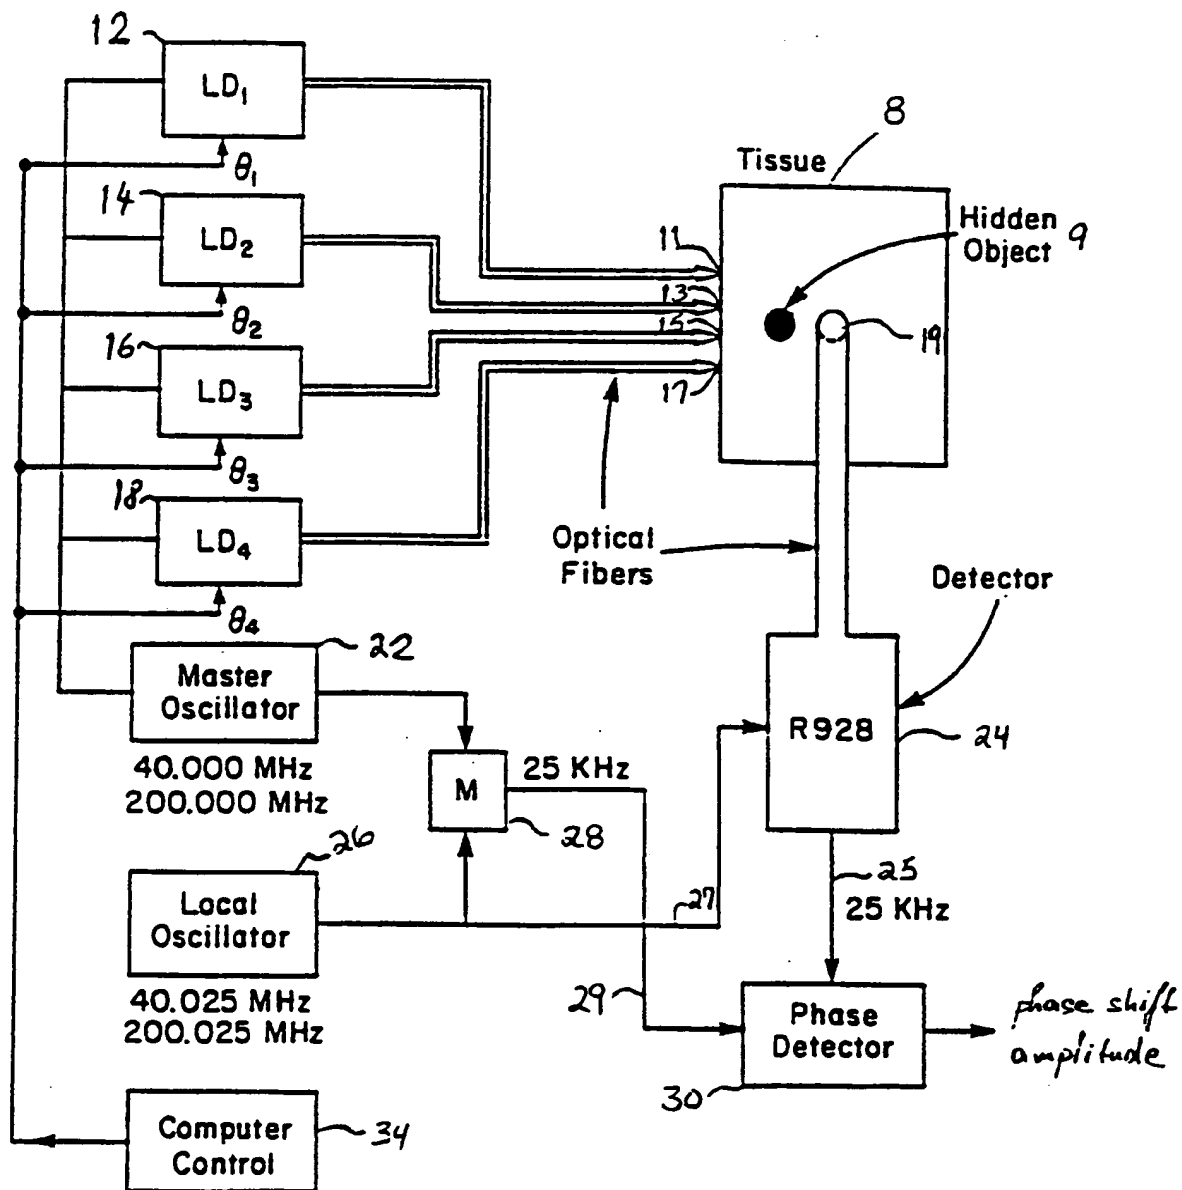 12
LD1
θ1
14
LD2
θ2
16
LD3
θ3
18
LD4
θ4
8
Tissue
Hidden
Object 9
11
13
15
17
19
Optical
Fibers
Detector
R928
24
22
Master
Oscillator
40.000 MHz
200.000 MHz
M
25 KHz
28
26
Local
Oscillator
40.025 MHz
200.025 MHz
27
25
25 KHz
29
Phase
Detector
30
phase shift
amplitude
Computer
Control
34